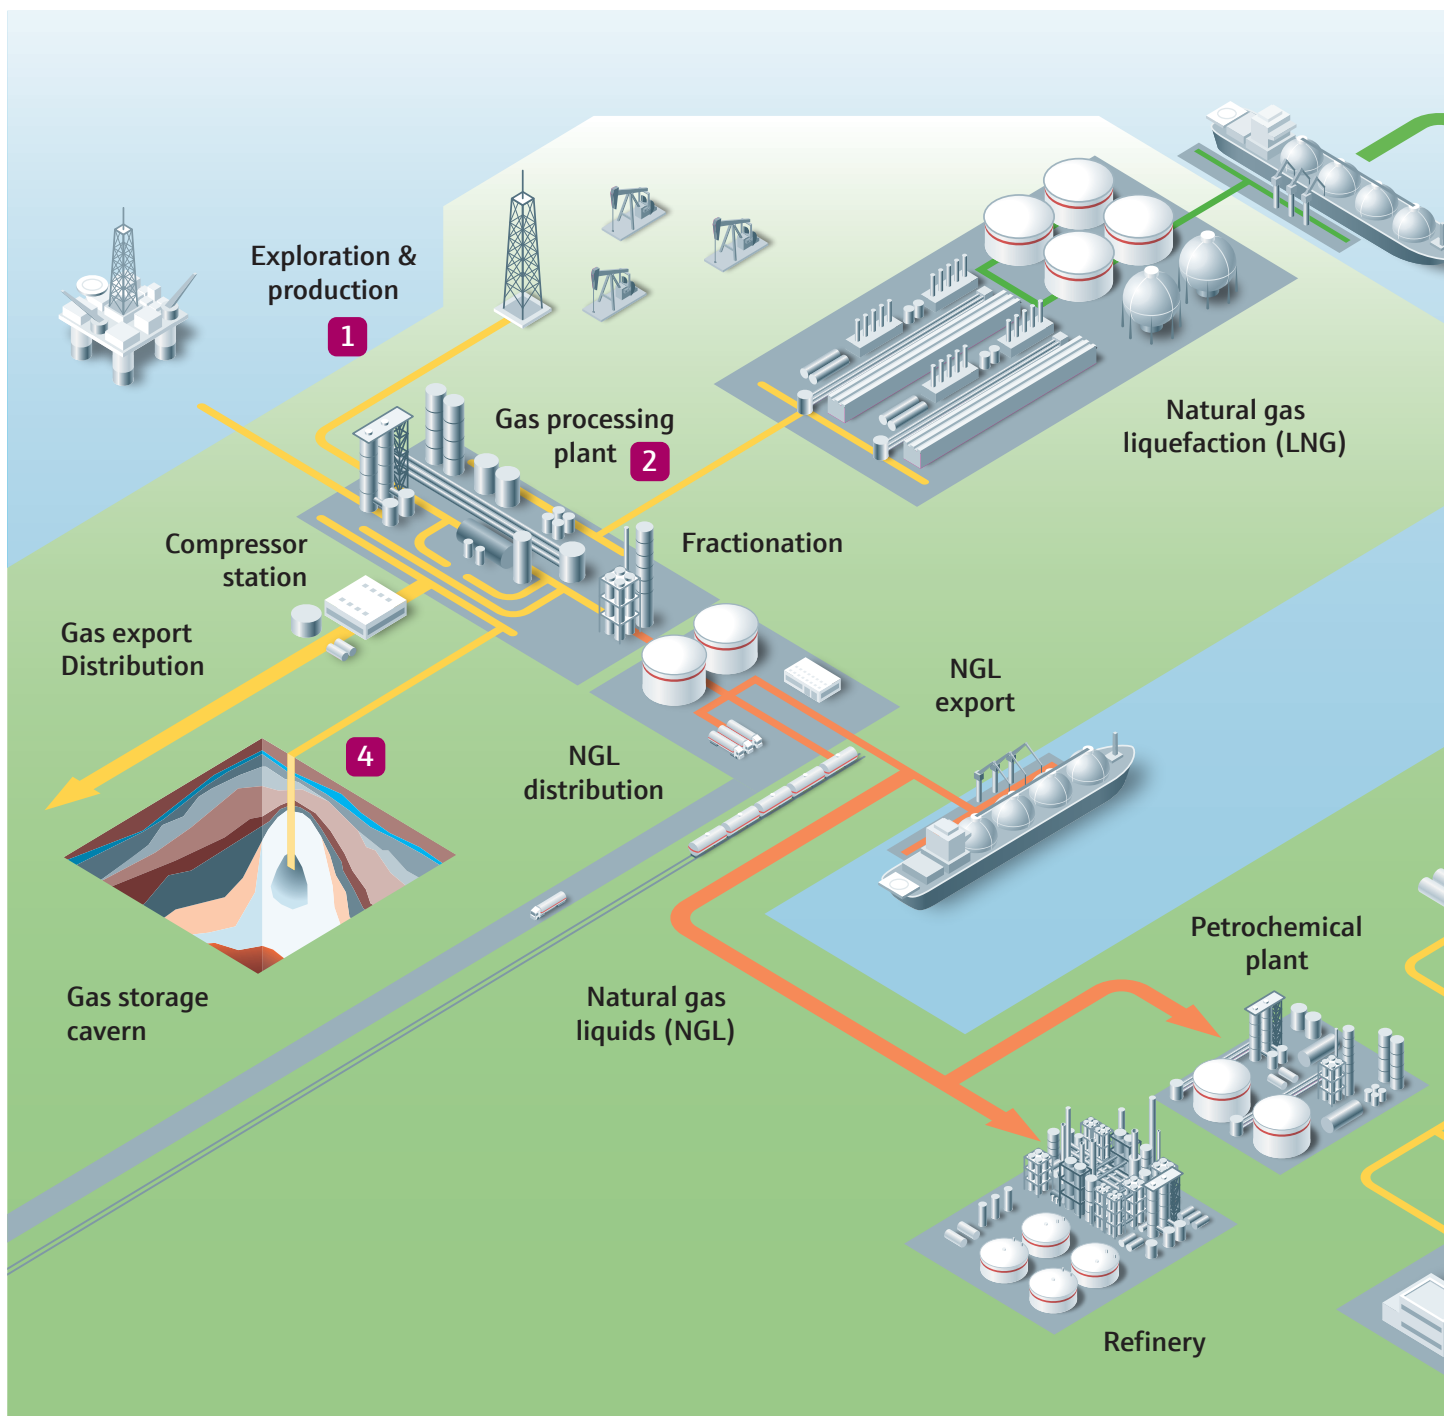 Exploration &
production
1
Gas processing
plant 2
Natural gas
liquefaction (LNG)
Compressor
station
Fractionation
Gas export
Distribution
NGL
export
4
NGL
distribution
Gas storage
cavern
Natural gas
liquids (NGL)
Petrochemical
plant
Refinery